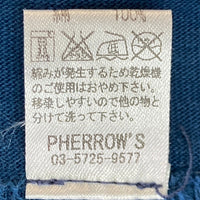 綿 100%
縮みが発生するため乾燥機
のご使用はお避け下さい。
移染しやすいので他の物と
分けて洗って下さい。
PHERROW'S
03-5725-9577